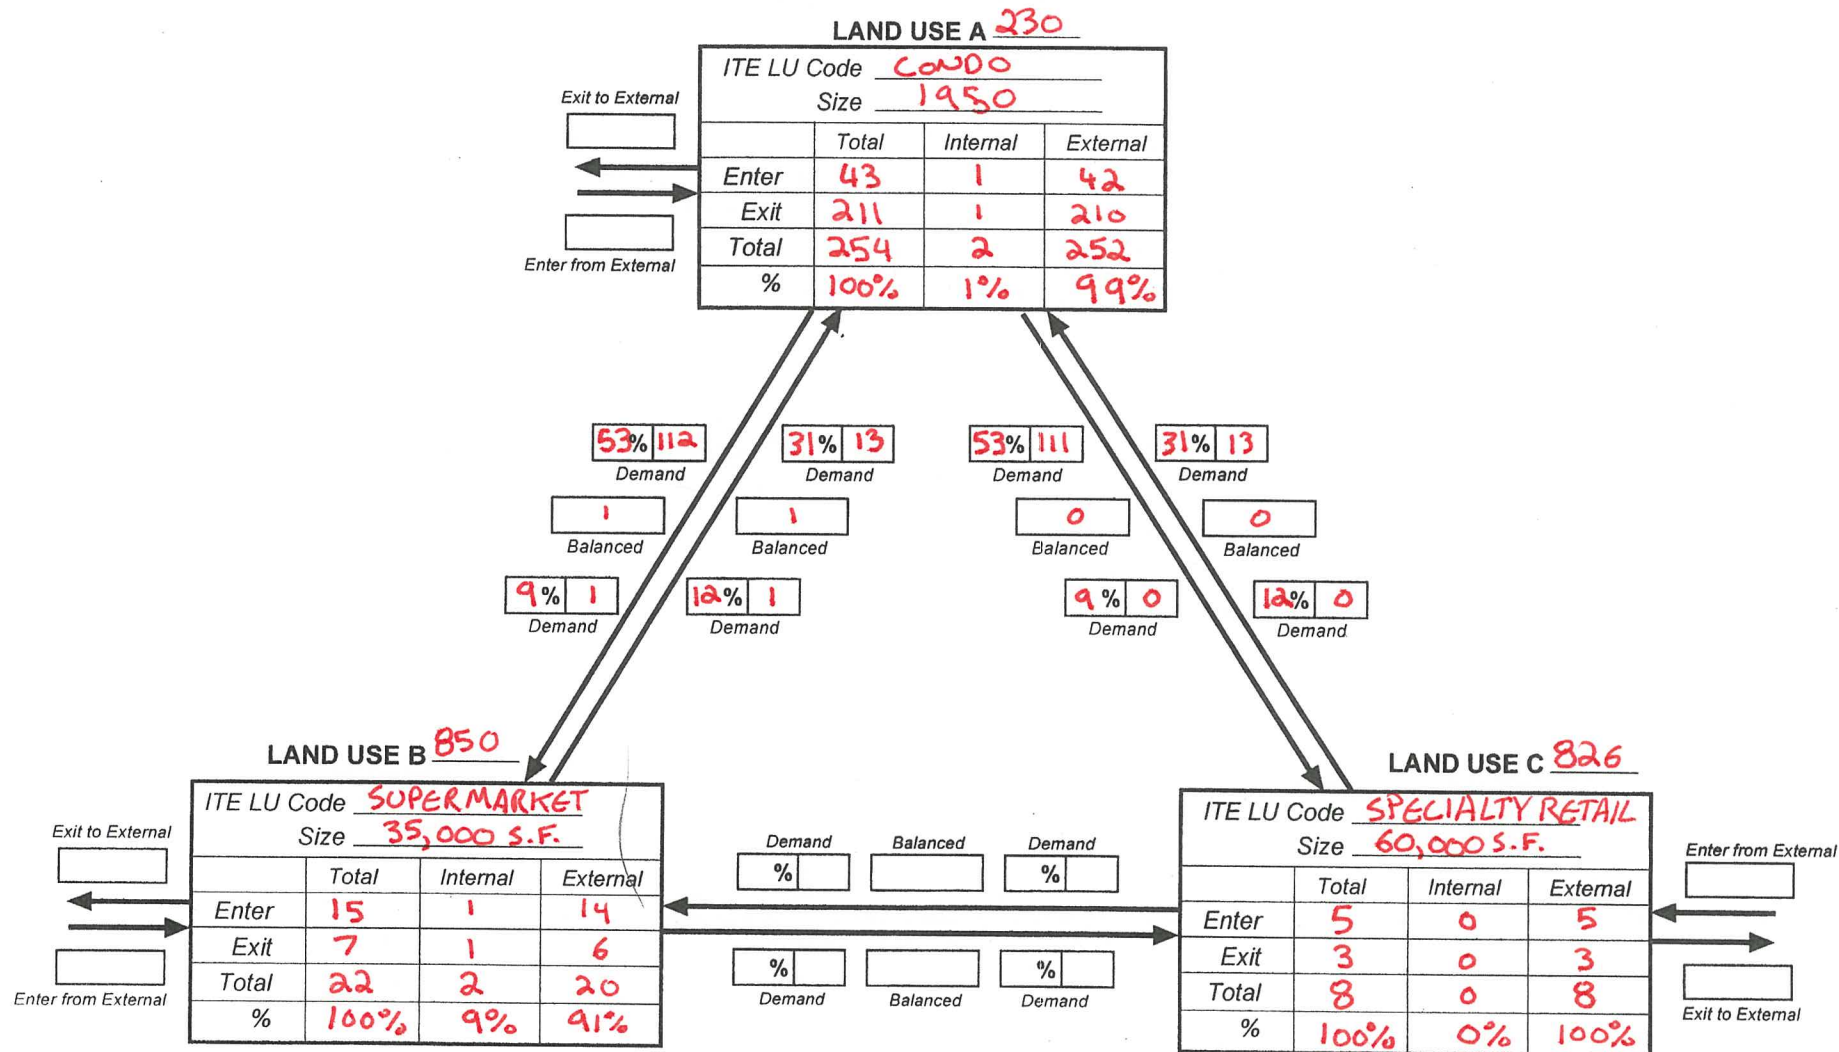 LAND USE A 230
ITE LU Code CONDO
Size 1950
Total Internal External
Enter 43 1 42
Exit 211 1 210
Total 254 2 252
% 100% 1% 99%
Exit to External
Enter from External
53% 112
Demand
31% 13
Demand
53% 111
Demand
31% 13
Demand
1
Balanced
1
Balanced
0
Balanced
0
Balanced
9% 1
Demand
12% 1
Demand
9% 0
Demand
12% 0
Demand
LAND USE B 850
ITE LU Code SUPERMARKET
Size 35,000 S.F.
Total Internal External
Enter 15 1 14
Exit 7 1 6
Total 22 2 20
% 100% 9% 91%
Exit to External
Enter from External
Demand Balanced Demand
% %
% %
Demand Balanced Demand
LAND USE C 826
ITE LU Code SPECIALTY RETAIL
Size 60,000 S.F.
Total Internal External
Enter 5 0 5
Exit 3 0 3
Total 8 0 8
% 100% 0% 100%
Enter from External
Exit to External